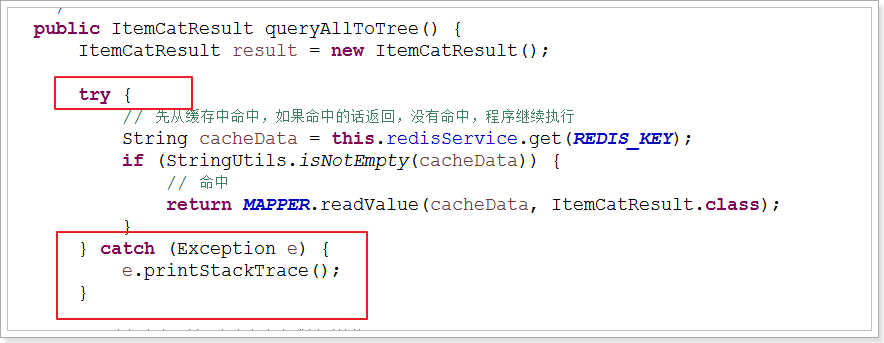 public ItemCatResult queryAllToTree() {
ItemCatResult result = new ItemCatResult();
try {
// 先从缓存中命中，如果命中的话返回，没有命中，程序继续执行
String cacheData = this.redisService.get(REDIS_KEY);
if (StringUtils.isNotEmpty(cacheData)) {
// 命中
return MAPPER.readValue(cacheData, ItemCatResult.class);
}
} catch (Exception e) {
e.printStackTrace();
}